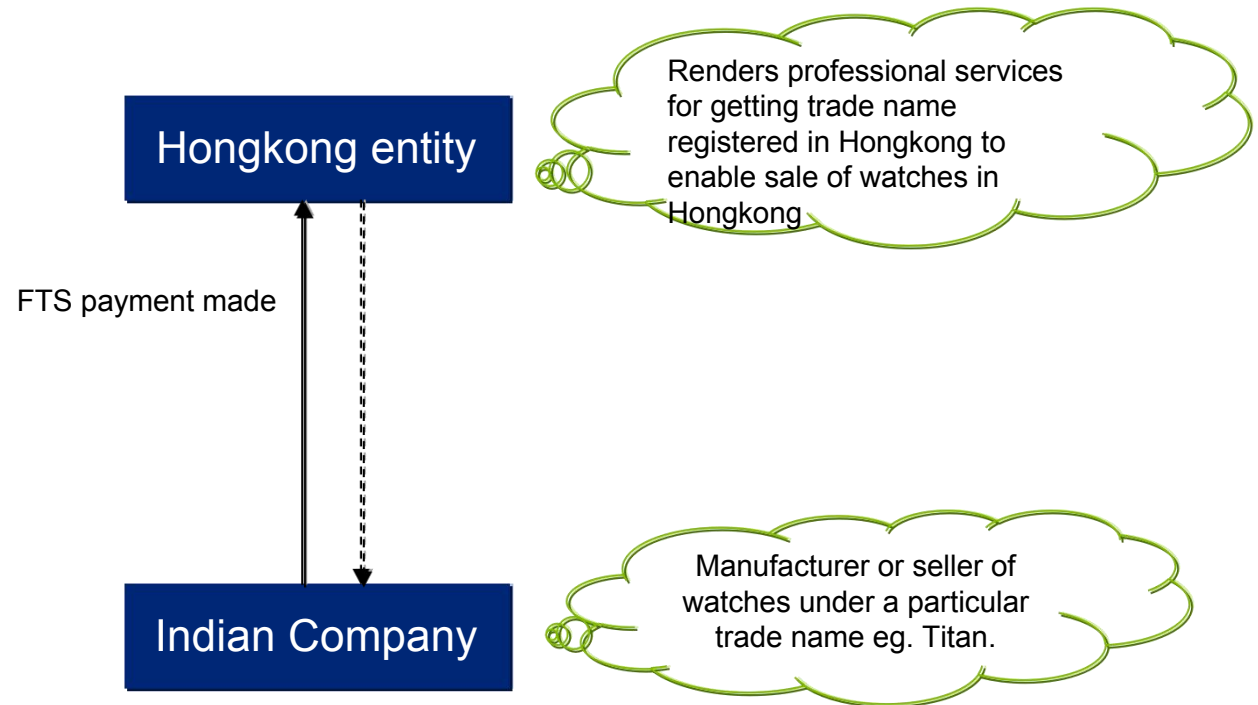 Renders professional services
for getting trade name
registered in Hongkong to
enable sale of watches in
Hongkong
Hongkong entity
FTS payment made
Manufacturer or seller of
watches under a particular
trade name eg. Titan.
Indian Company